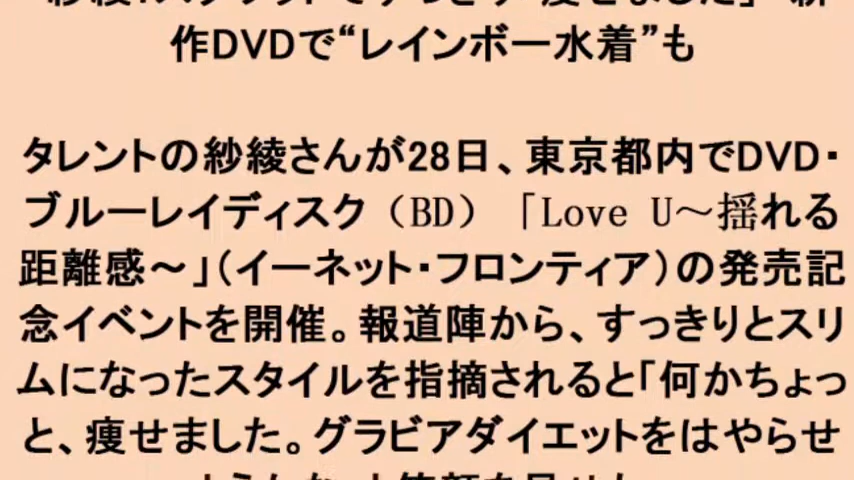 作DVDで“レインボー水着”も
タレントの紗綾さんが28日、東京都内でDVD・
ブルーレイディスク（BD）「Love U～揺れる
距離感～」（イーネット・フロンティア）の発売記
念イベントを開催。報道陣から、すっきりとスリ
ムになったスタイルを指摘されると「何かちょっ
と、痩せました。グラビアダイエットをはやらせ